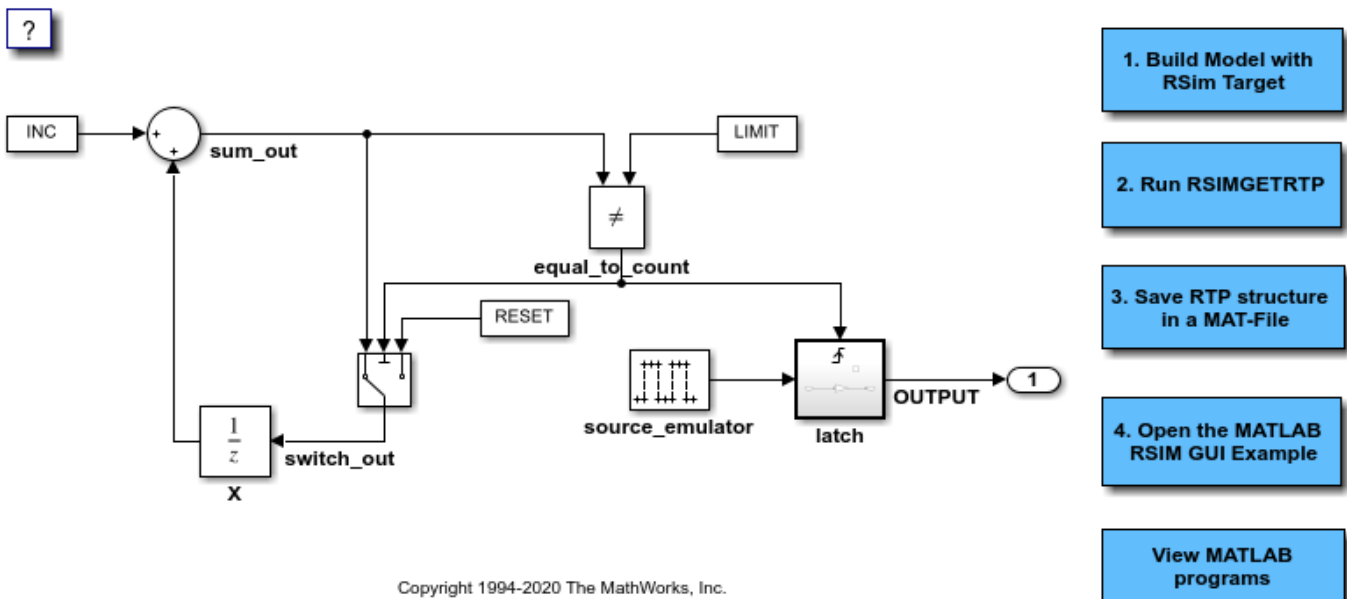 ?
INC
+
+
sum_out
LIMIT
≠
equal_to_count
RESET
1
z
X
switch_out
source_emulator
latch
OUTPUT
1
1. Build Model with
RSim Target
2. Run RSIMGETRTP
3. Save RTP structure
in a MAT-File
4. Open the MATLAB
RSIM GUI Example
View MATLAB
programs
Copyright 1994-2020 The MathWorks, Inc.